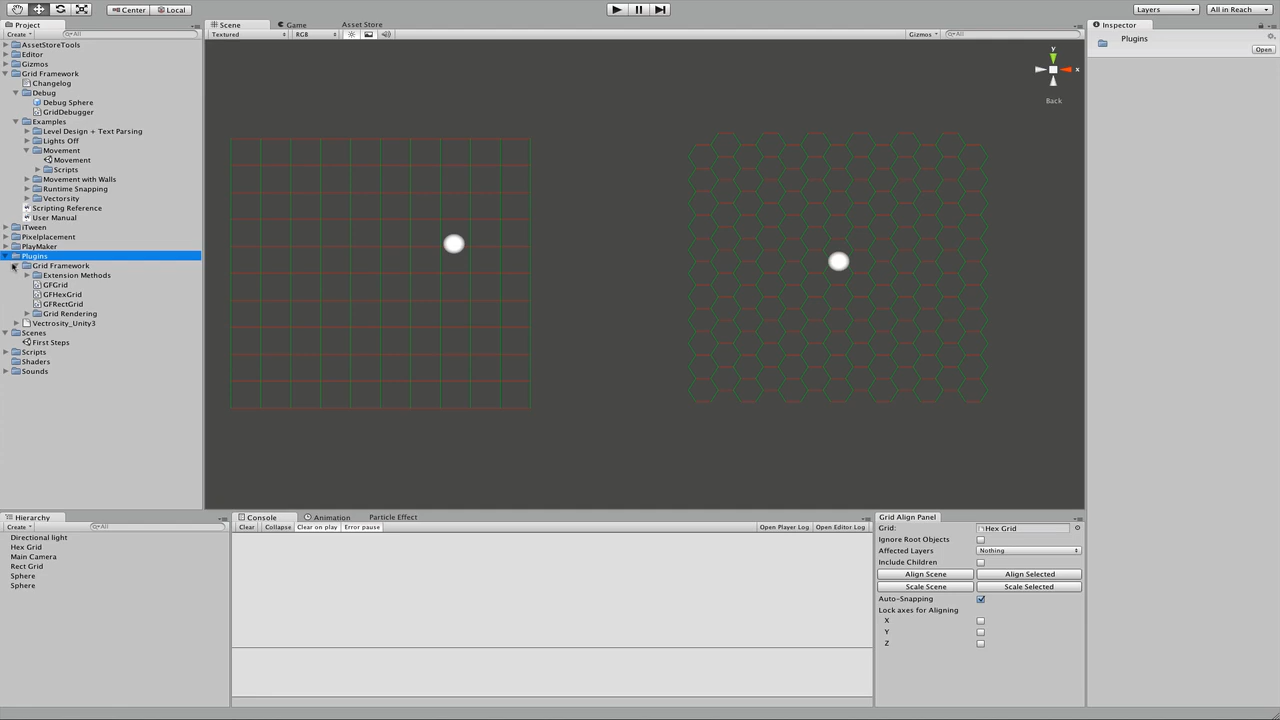 Center Local
Layers All in Reach
Project
Create All
AssetStoreTools
Editor
Gizmos
Grid Framework
Changelog
Debug
Debug Sphere
GridDebugger
Examples
Level Design + Text Parsing
Lights Off
Movement
Movement
Scripts
Movement with Walls
Runtime Snapping
Vectorsity
Scripting Reference
User Manual
iTween
Pixelplacement
PlayMaker
Plugins
Grid Framework
Extension Methods
GFGrid
GFHexGrid
GFRectGrid
Grid Rendering
Vectrosity_Unity3
Scenes
First Steps
Scripts
Shaders
Sounds
Scene Game Asset Store
Textured RGB Gizmos All
y
x
Back
Inspector
Plugins
Open
Hierarchy
Create All
Directional light
Hex Grid
Main Camera
Rect Grid
Sphere
Sphere
Console Animation Particle Effect
Clear Collapse Clear on play Error pause Open Player Log Open Editor Log
Grid Align Panel
Grid: Hex Grid
Ignore Root Objects
Affected Layers Nothing
Include Children
Align Scene Align Selected
Scale Scene Scale Selected
Auto-Snapping
Lock axes for Aligning
X
Y
Z